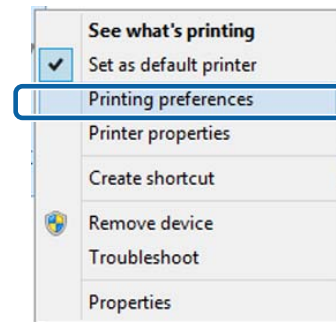 See what's printing
Set as default printer
Printing preferences
Printer properties
Create shortcut
Remove device
Troubleshoot
Properties